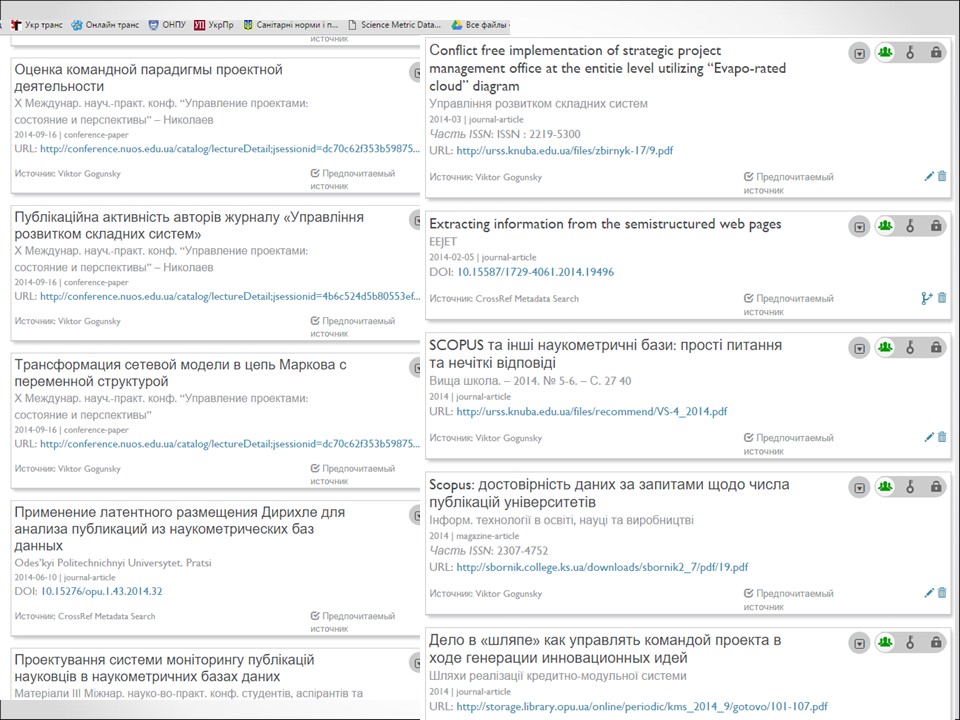 Укр транс
Онлайн транс
ОНПУ
УкрПр
Санітарні норми і п...
Science Metric Data...
Все файлы
источник
Оценка командной парадигмы проектной
деятельности
X Междунар. науч.-практ. конф. “Управление проектами:
состояние и перспективы” – Николаев
2014-09-16 | conference-paper
URL: http://conference.nuos.edu.ua/catalog/lectureDetail;jsessionid=dc70c62f353b59875...
Источник: Viktor Gogunsky
Предпочитаемый
источник
Публікаційна активність авторів журналу «Управління
розвитком складних систем»
X Междунар. науч.-практ. конф. “Управление проектами:
состояние и перспективы” – Николаев
2014-09-16 | conference-paper
URL: http://conference.nuos.edu.ua/catalog/lectureDetail;jsessionid=4b6c524d5b80553ef...
Источник: Viktor Gogunsky
Предпочитаемый
источник
Трансформация сетевой модели в цепь Маркова с
переменной структурой
X Междунар. науч.-практ. конф. “Управление проектами:
состояние и перспективы”
2014-09-16 | conference-paper
URL: http://conference.nuos.edu.ua/catalog/lectureDetail;jsessionid=dc70c62f353b59875...
Источник: Viktor Gogunsky
Предпочитаемый
источник
Применение латентного размещения Дирихле для
анализа публикаций из наукометрических баз
данных
Odes’kyi Politechnichnyi Universytet. Pratsi
2014-06-10 | journal-article
DOI: 10.15276/opu.1.43.2014.32
Источник: CrossRef Metadata Search
Предпочитаемый
источник
Проектування системи моніторингу публікацій
науковців в наукометричних базах даних
Матеріали III Міжнар. науко-во-практ. конф. студентів, аспірантів та
Conflict free implementation of strategic project
management office at the entitie level utilizing “Evapo-rated
cloud” diagram
Управління розвитком складних систем
2014-03 | journal-article
Часть ISSN: ISSN : 2219-5300
URL: http://urss.knuba.edu.ua/files/zbirnyk-17/9.pdf
Источник: Viktor Gogunsky
Предпочитаемый
источник
Extracting information from the semistructured web pages
EEJET
2014-02-05 | journal-article
DOI: 10.15587/1729-4061.2014.19496
Источник: CrossRef Metadata Search
Предпочитаемый
источник
SCOPUS та інші наукометричні бази: прості питання
та нечіткі відповіді
Вища школа. – 2014. № 5-6. – С. 27 40
2014 | journal-article
URL: http://urss.knuba.edu.ua/files/recommend/VS-4_2014.pdf
Источник: Viktor Gogunsky
Предпочитаемый
источник
Scopus: достовірність даних за запитами щодо числа
публікацій університетів
Інформ. технології в освіті, науці та виробництві
2014 | magazine-article
Часть ISSN: 2307-4752
URL: http://sbornik.college.ks.ua/downloads/sbornik2_7/pdf/19.pdf
Источник: Viktor Gogunsky
Предпочитаемый
источник
Дело в «шляпе» как управлять командой проекта в
ходе генерации инновационных идей
Шляхи реалізації кредитно-модульної системи
2014 | journal-article
URL: http://storage.library.opu.ua/online/periodic/kms_2014_9/gotovo/101-107.pdf